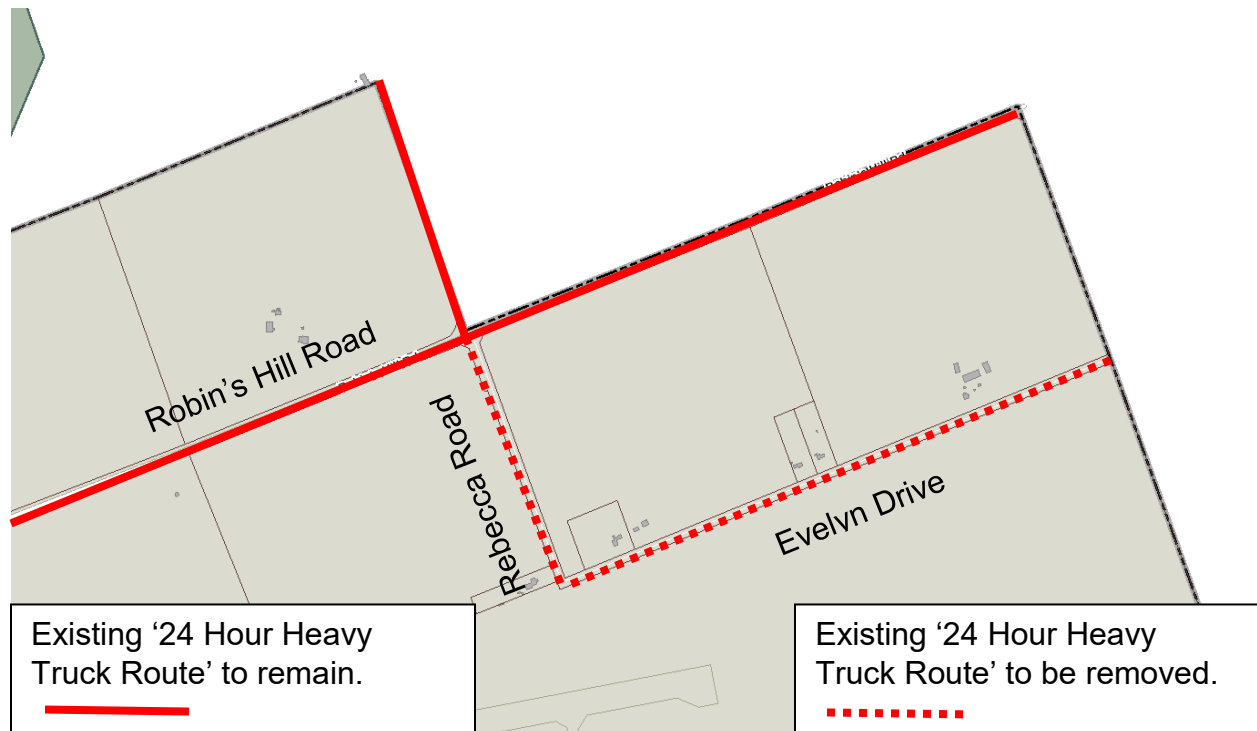 Robin's Hill Road
Rebecca Road
Evelyn Drive
Existing ‘24 Hour Heavy
Truck Route’ to remain.
Existing ‘24 Hour Heavy
Truck Route’ to be removed.